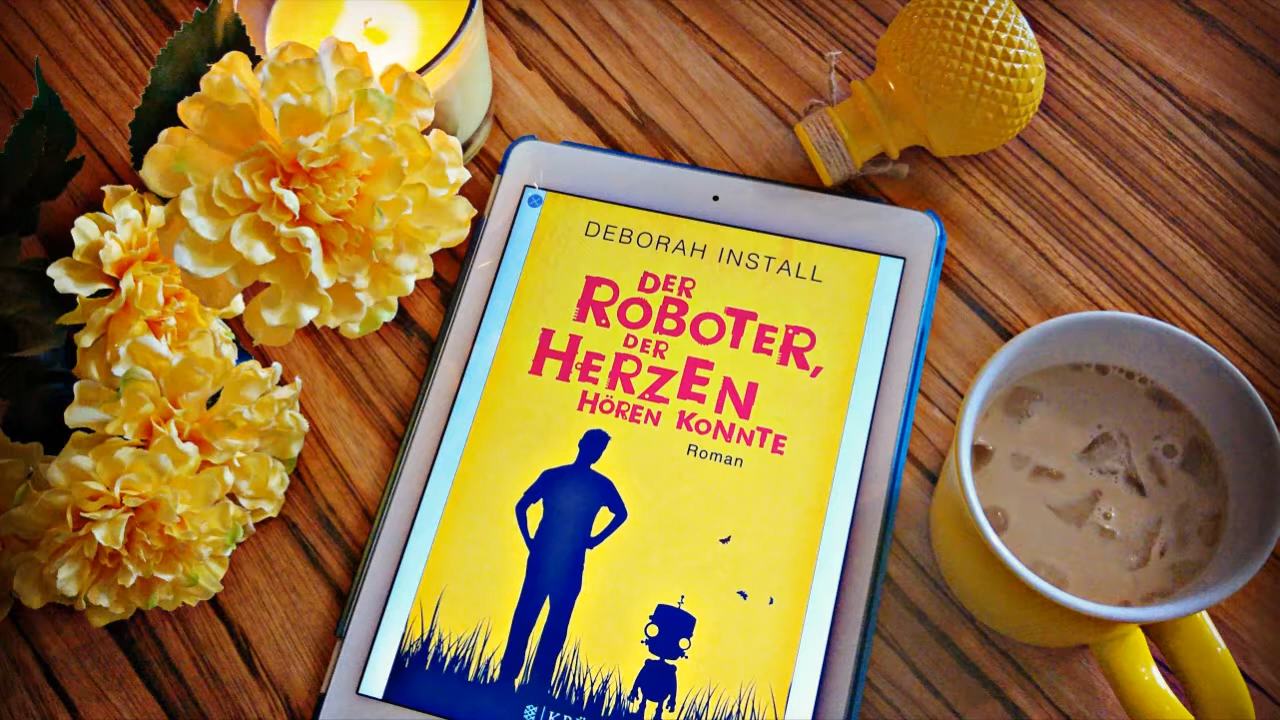 DEBORAH INSTALL
DER
ROBOTER,
DER
HERZEN
HÖREN KONNTE
Roman